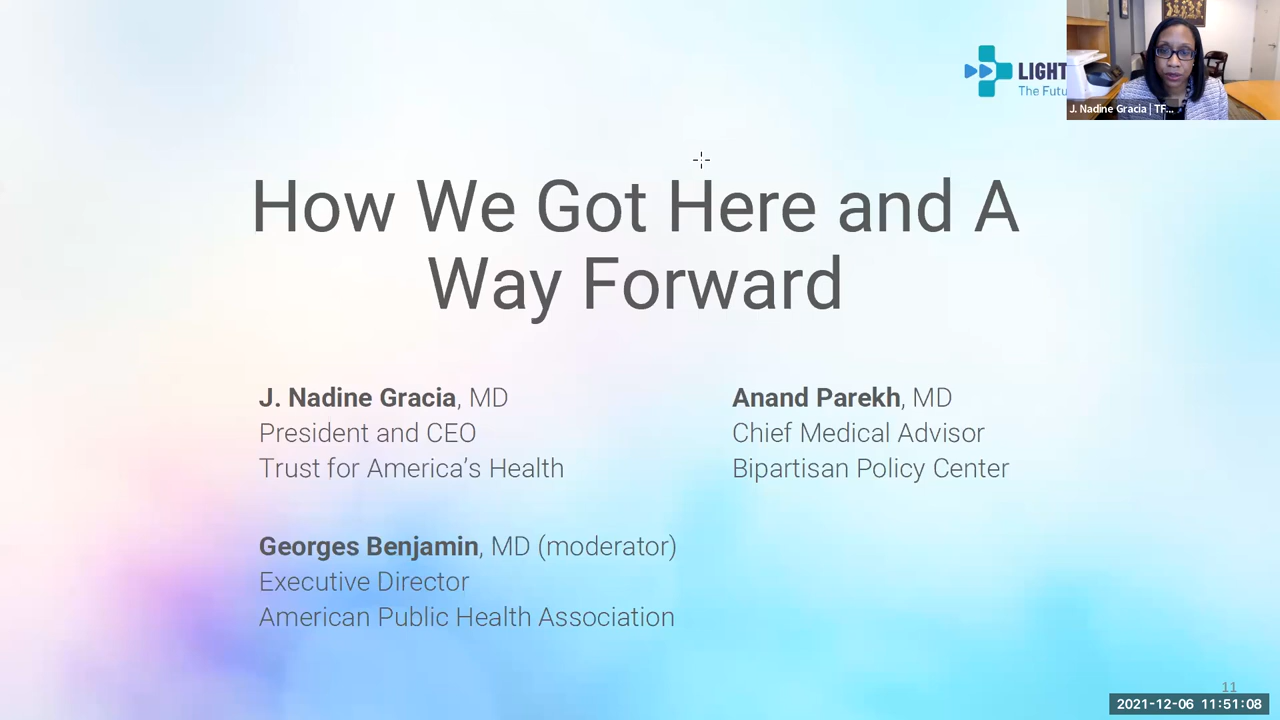 LIGHT
The Futu
J. Nadine Gracia | TF...
How We Got Here and A
Way Forward
J. Nadine Gracia, MD
President and CEO
Trust for America's Health
Anand Parekh, MD
Chief Medical Advisor
Bipartisan Policy Center
Georges Benjamin, MD (moderator)
Executive Director
American Public Health Association
11
2021-12-06 11:51:08